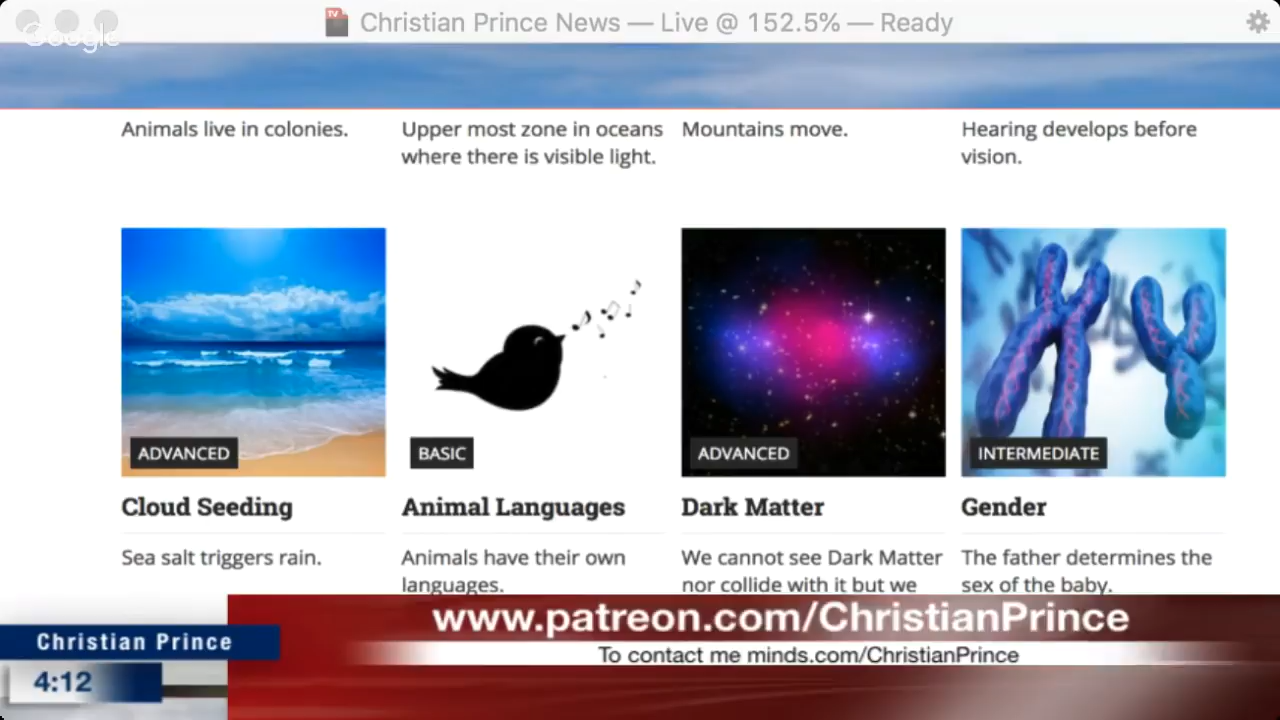 Christian Prince News — Live @ 152.5% — Ready
Google
Animals live in colonies.
Upper most zone in oceans
where there is visible light.
Mountains move.
Hearing develops before
vision.
ADVANCED
Cloud Seeding
Sea salt triggers rain.
BASIC
Animal Languages
Animals have their own
languages.
ADVANCED
Dark Matter
We cannot see Dark Matter
nor collide with it but we
INTERMEDIATE
Gender
The father determines the
sex of the baby.
www.patreon.com/ChristianPrince
To contact me minds.com/ChristianPrince
Christian Prince
4:12